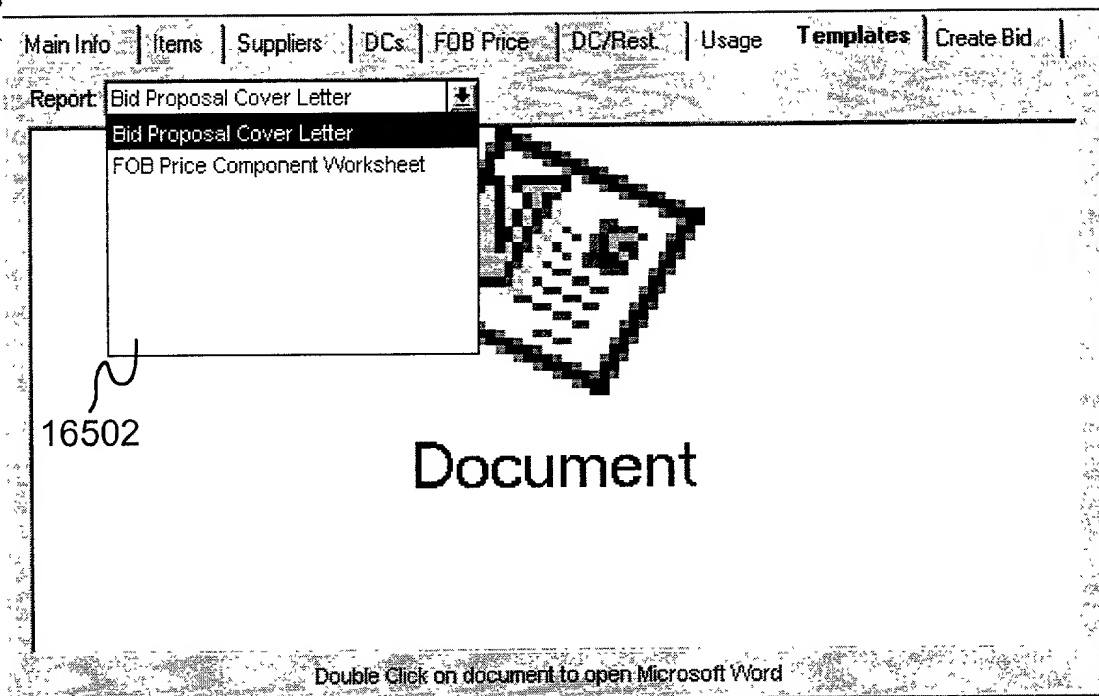 Main Info Items Suppliers DCs FOB Price DC/Rest. Usage Templates Create Bid
Report: Bid Proposal Cover Letter
Bid Proposal Cover Letter
FOB Price Component Worksheet
16502
Document
Double Click on document to open Microsoft Word